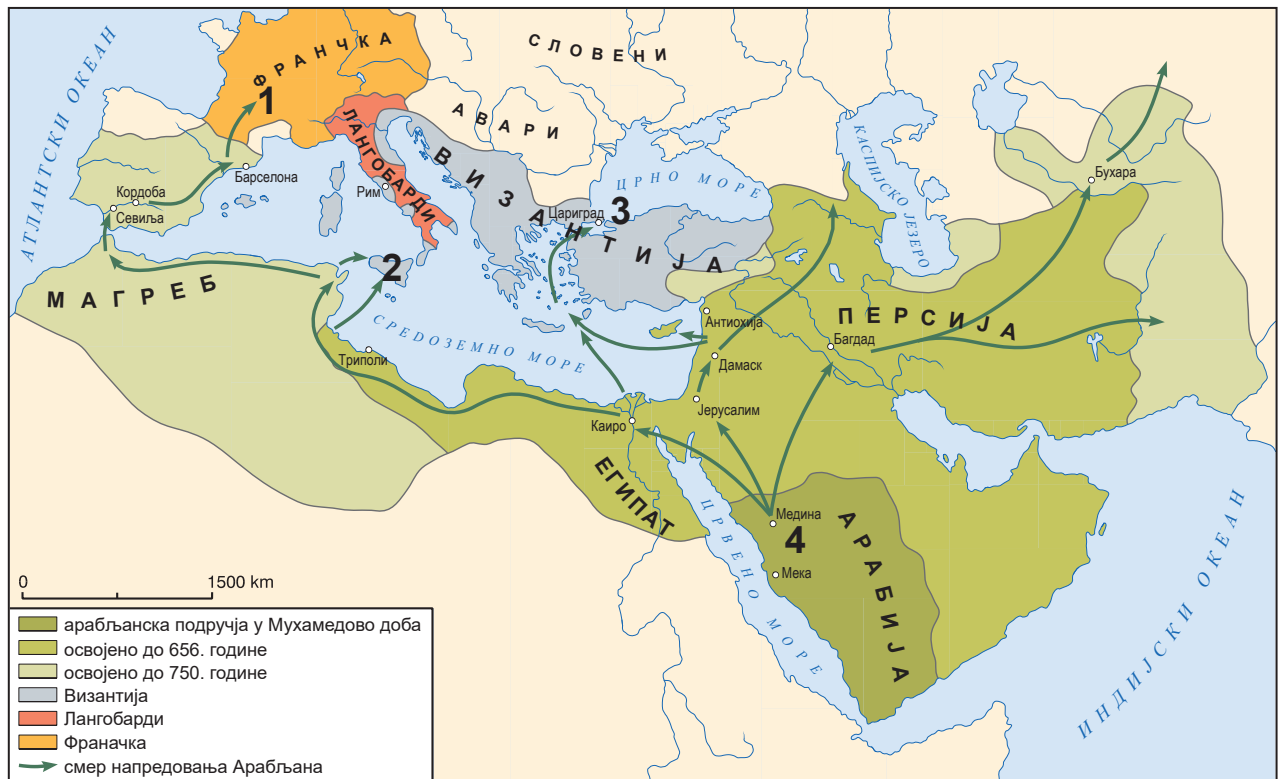 АТЛАНТСКИ ОКЕАН
ФРАНЧКА
1
СЛОВЕНИ
АВАРИ
ЛАНГОБАРДИ
ВИЗАНТИЈА
ЦРНО МОРЕ
КАСПИЈСКО ЈЕЗЕРО
Бухара
Барселона
Кордоба
Севиља
Рим
Цариград
3
2
МАГРЕБ
СРЕДОЗЕМНО МОРЕ
Триполи
Антиохија
Дамаск
Јерусалим
Каиро
ПЕРСИЈА
Багдад
ЕГИПАТ
ЦРВЕНО МОРЕ
Медина
4
Мека
АРАБИЈА
ИНДИЈСКИ ОКЕАН
0 1500 km
арабљанска подручја у Мухамедово доба
освојено до 656. године
освојено до 750. године
Византија
Лангобарди
Франачка
смер напредовања Арабљана